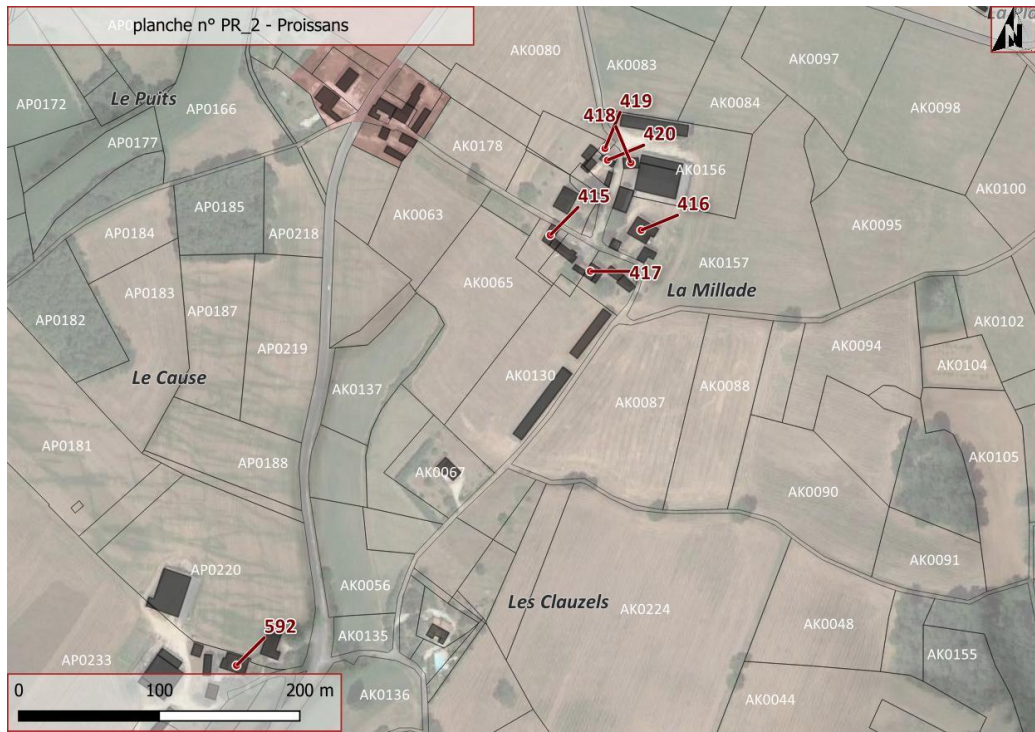 planche n° PR_2 - Proissans
N
AK0080
AK0083
AK0097
AP0172
Le Puits
AP0166
AK0084
AK0098
419
418
420
AP0177
AK0178
AK0156
AK0100
AP0185
415
416
AK0063
AP0184
AP0218
AK0095
AK0157
417
AP0183
AK0065
La Millade
AP0187
AP0182
AK0102
AP0219
AK0094
AK0104
Le Cause
AK0130
AK0137
AK0088
AK0087
AP0181
AP0188
AK0067
AK0105
AK0090
AK0091
AP0220
AK0056
Les Clauzels
AK0224
AK0048
592
AK0135
AK0155
AP0233
AK0136
AK0044
0 100 200 m